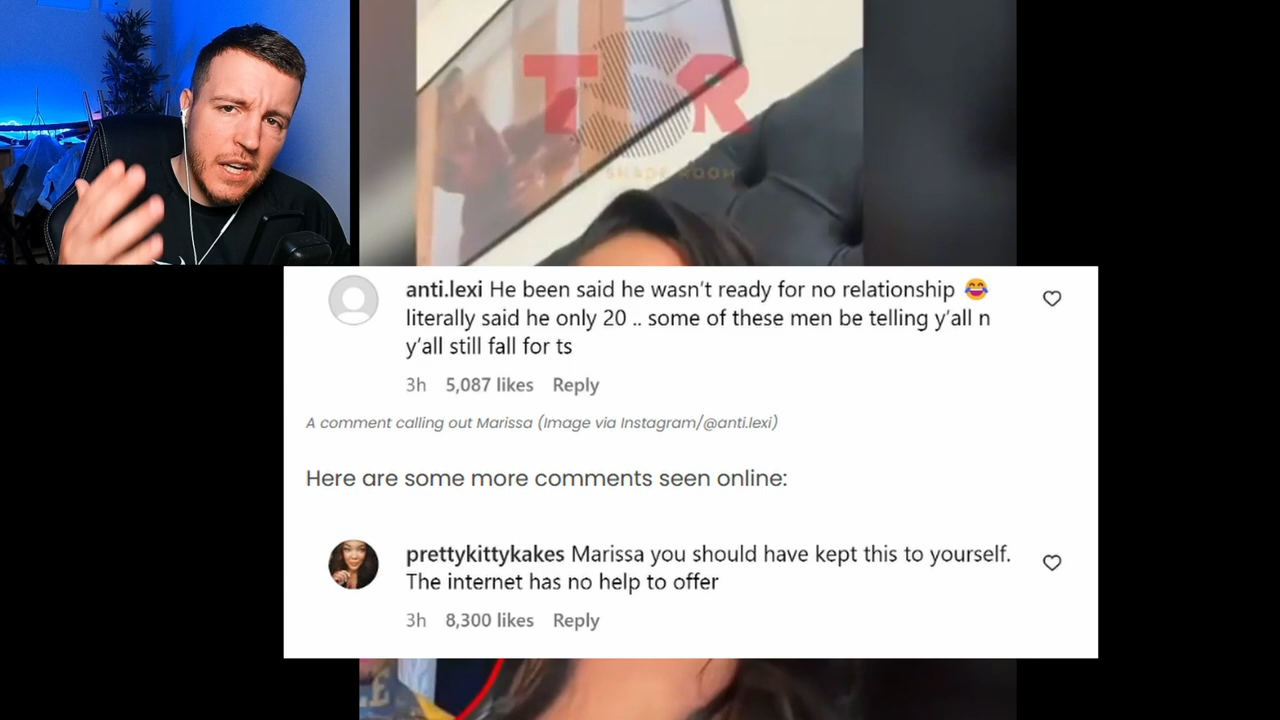 TSR
SHADE ROOM
anti.lexi He been said he wasn't ready for no relationship 😂
literally said he only 20 .. some of these men be telling y'all n
y'all still fall for ts
3h 5,087 likes Reply
A comment calling out Marissa (Image via Instagram/@anti.lexi)
Here are some more comments seen online:
prettykittykakes Marissa you should have kept this to yourself.
The internet has no help to offer
3h 8,300 likes Reply